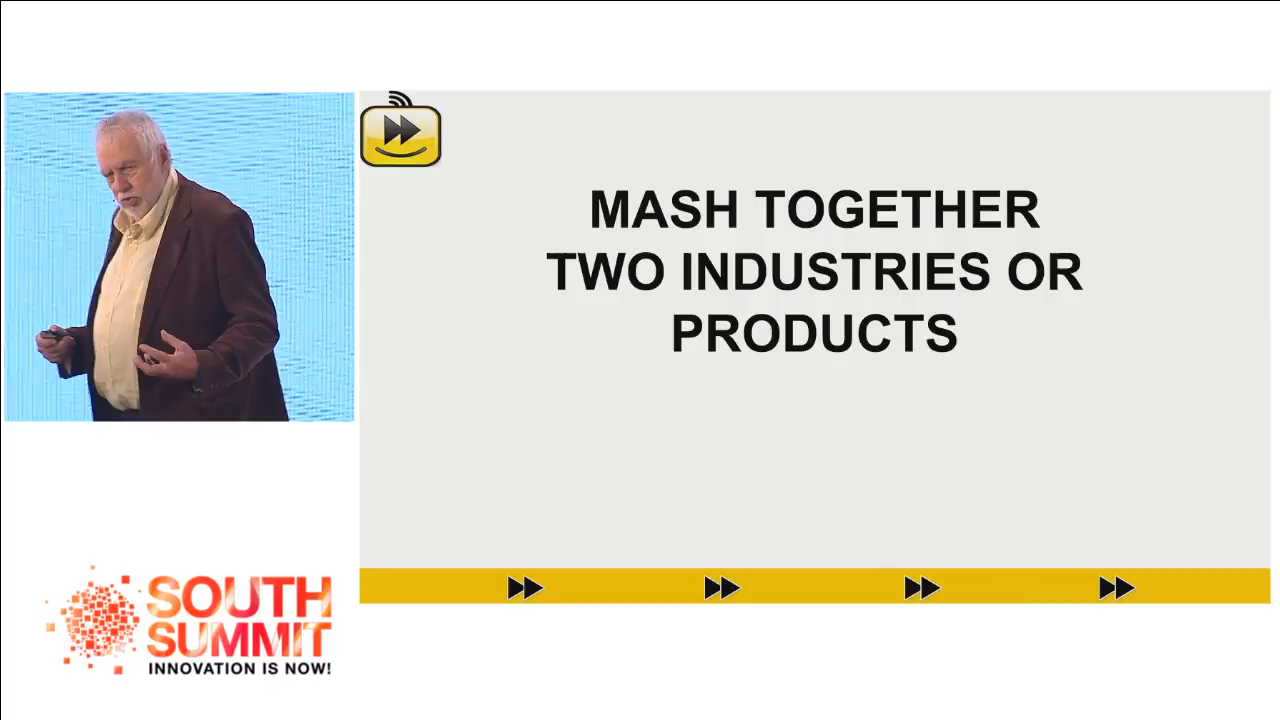 MASH TOGETHER
TWO INDUSTRIES OR
PRODUCTS
SOUTH
SUMMIT
INNOVATION IS NOW!